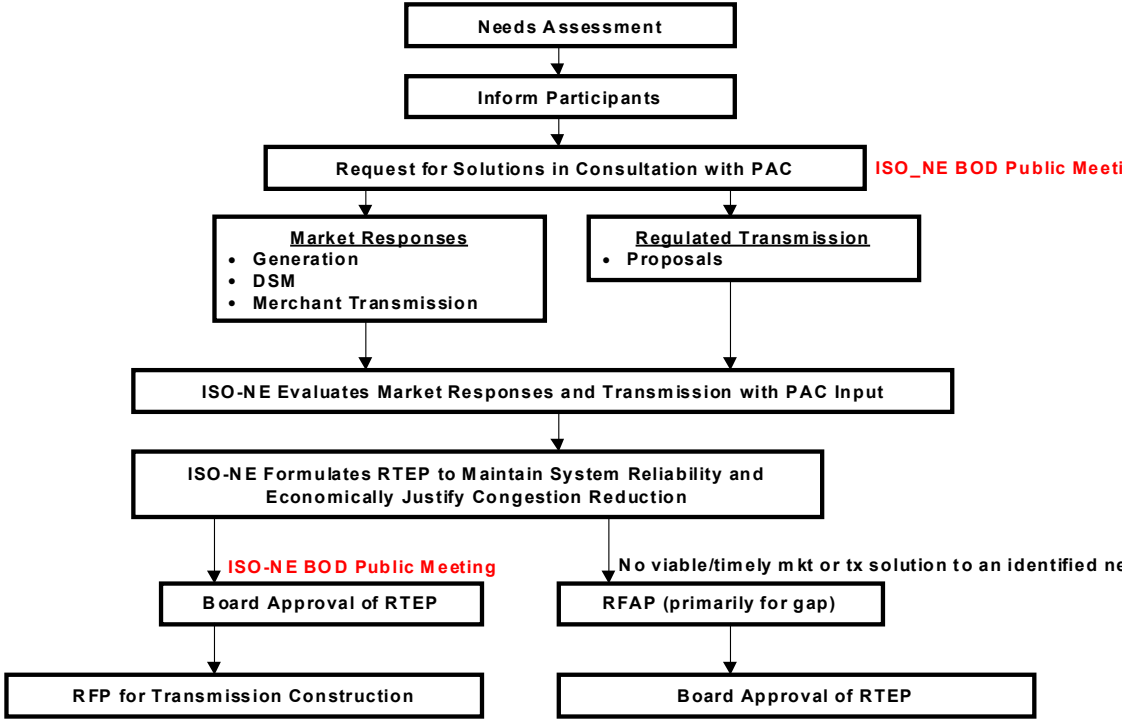 Needs Assessment
Inform Participants
Request for Solutions in Consultation with PAC
ISO_NE BOD Public Meeti
Market Responses
• Generation
• DSM
• Merchant Transmission
Regulated Transmission
• Proposals
ISO-NE Evaluates Market Responses and Transmission with PAC Input
ISO-NE Formulates RTEP to Maintain System Reliability and
Economically Justify Congestion Reduction
ISO-NE BOD Public Meeting
No viable/timely mkt or tx solution to an identified ne
Board Approval of RTEP
RFAP (primarily for gap)
RFP for Transmission Construction
Board Approval of RTEP